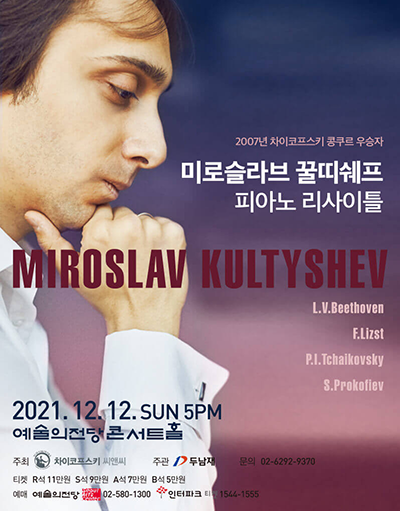 2007년 차이코프스키 콩쿠르 우승자
미로슬라브 꿀띠쉐프
피아노 리사이틀
MIROSLAV KULTYSHEV
L.V.Beethoven
F.Lizst
P.I.Tchaikovsky
S.Prokofiev
2021. 12. 12. SUN 5PM
예술의전당 콘서트홀
주최 차이코프스키 씨앤씨 주관 두남재 문의 02-6292-9370
티켓 R석 11만원 S석 9만원 A석 7만원 B석 5만원
예매 예술의전당 02-580-1300 인터파크 1544-1555